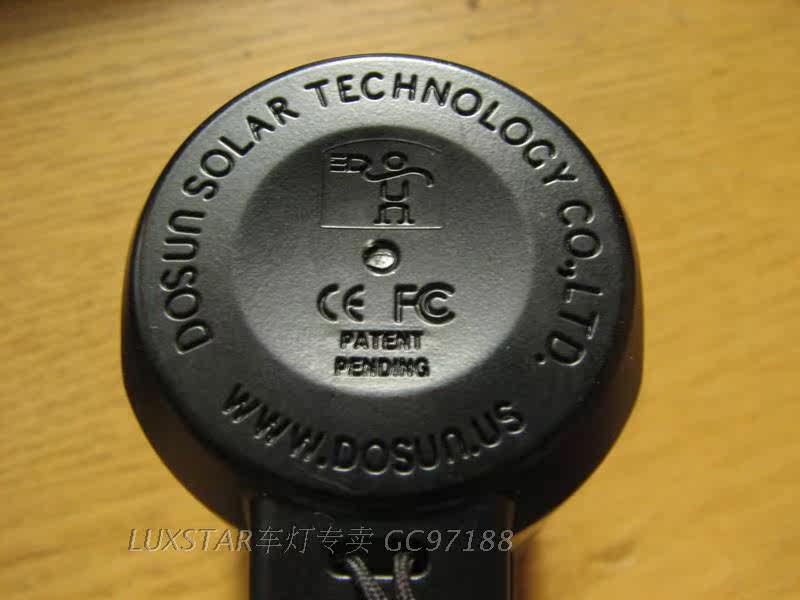 DOSUN SOLAR TECHNOLOGY CO.,LTD.
CE FC
PATENT
PENDING
WWW.DOSUN.US
LUXSTAR车灯专卖 GC97188